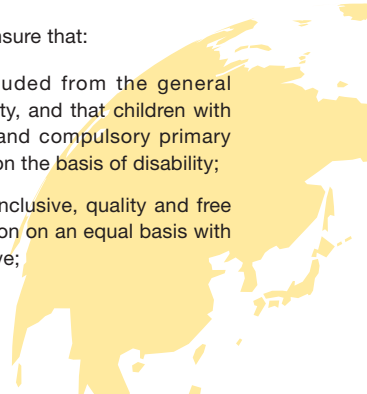 nsure that:
uded from the general
ty, and that children with
and compulsory primary
on the basis of disability;
nclusive, quality and free
on on an equal basis with
ve;